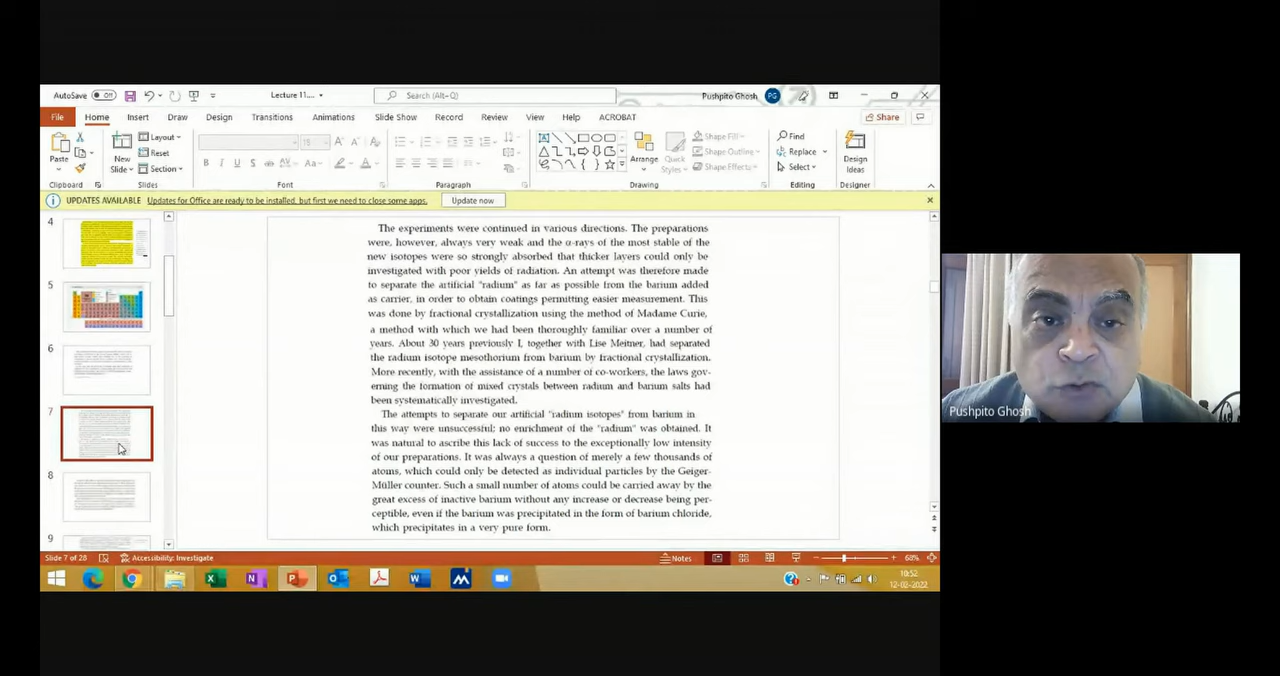 AutoSave Off
Lecture 11....
Search (Alt+Q)
Pushpito Ghosh PG
File Home Insert Draw Design Transitions Animations Slide Show Record Review View Help ACROBAT
Share
Paste
New Slide
Layout
Reset
Section
B I U S ab AV Aa A
Arrange
Quick Styles
Shape Fill
Shape Outline
Shape Effects
Find
Replace
Select
Design Ideas
Clipboard Slides Font Paragraph Drawing Editing Designer
UPDATES AVAILABLE Updates for Office are ready to be installed, but first we need to close some apps. Update now
4
5
6
7
8
9
The experiments were continued in various directions. The preparations
were, however, always very weak and the α-rays of the most stable of the
new isotopes were so strongly absorbed that thicker layers could only be
investigated with poor yields of radiation. An attempt was therefore made
to separate the artificial "radium" as far as possible from the barium added
as carrier, in order to obtain coatings permitting easier measurement. This
was done by fractional crystallization using the method of Madame Curie,
a method with which we had been thoroughly familiar over a number of
years. About 30 years previously I, together with Lise Meitner, had separated
the radium isotope mesothorium from barium by fractional crystallization.
More recently, with the assistance of a number of co-workers, the laws gov-
erning the formation of mixed crystals between radium and barium salts had
been systematically investigated.
The attempts to separate our artificial "radium isotopes" from barium in
this way were unsuccessful; no enrichment of the "radium" was obtained. It
was natural to ascribe this lack of success to the exceptionally low intensity
of our preparations. It was always a question of merely a few thousands of
atoms, which could only be detected as individual particles by the Geiger-
Müller counter. Such a small number of atoms could be carried away by the
great excess of inactive barium without any increase or decrease being per-
ceptible, even if the barium was precipitated in the form of barium chloride,
which precipitates in a very pure form.
Pushpito Ghosh
Slide 7 of 28
Accessibility: Investigate
Notes
68%
10:52
12-02-2022